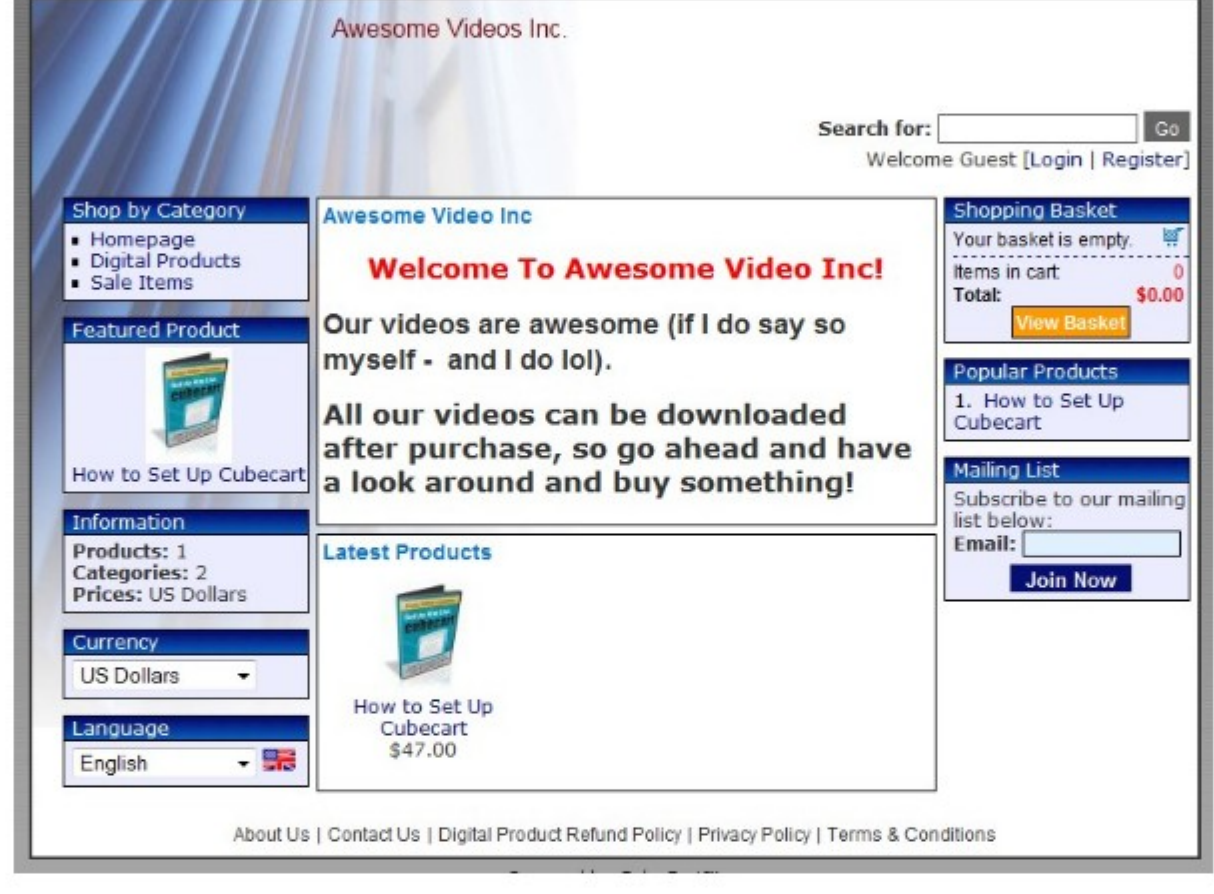 Awesome Videos Inc.
Search for:
Go
Welcome Guest [Login | Register]
Shop by Category
Homepage
Digital Products
Sale Items
Featured Product
cubecart
How to Set Up Cubecart
Information
Products: 1
Categories: 2
Prices: US Dollars
Currency
US Dollars
Language
English
Awesome Video Inc
Welcome To Awesome Video Inc!
Our videos are awesome (if I do say so
myself - and I do lol).
All our videos can be downloaded
after purchase, so go ahead and have
a look around and buy something!
Latest Products
cubecart
How to Set Up
Cubecart
$47.00
Shopping Basket
Your basket is empty.
Items in cart 0
Total: $0.00
View Basket
Popular Products
1. How to Set Up
Cubecart
Mailing List
Subscribe to our mailing
list below:
Email:
Join Now
About Us | Contact Us | Digital Product Refund Policy | Privacy Policy | Terms & Conditions